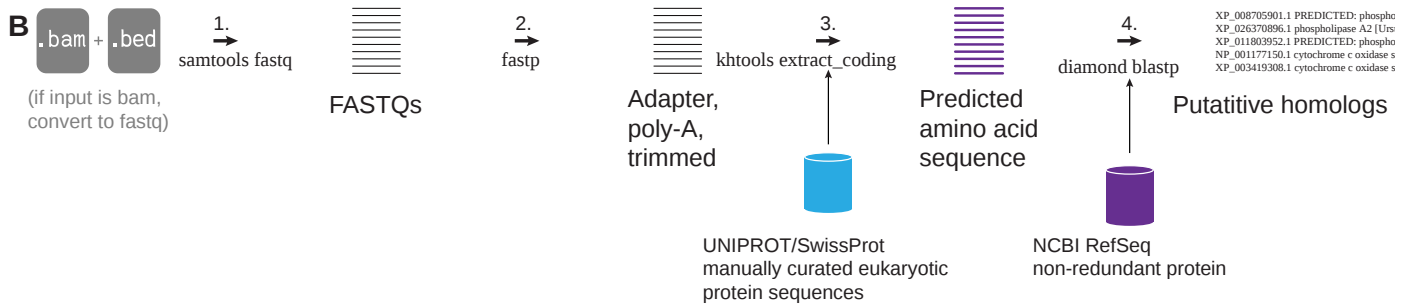 B
.bam + .bed
1.
samtools fastq
(if input is bam,
convert to fastq)
FASTQs
2.
fastp
Adapter,
poly-A,
trimmed
3.
khtools extract_coding
UNIPROT/SwissProt
manually curated eukaryotic
protein sequences
Predicted
amino acid
sequence
4.
diamond blastp
NCBI RefSeq
non-redundant protein
XP_008705901.1 PREDICTED: phospho
XP_026370896.1 phospholipase A2 [Urs
XP_011803952.1 PREDICTED: phospho
NP_001177150.1 cytochrome c oxidase s
XP_003419308.1 cytochrome c oxidase s
Putatitive homologs